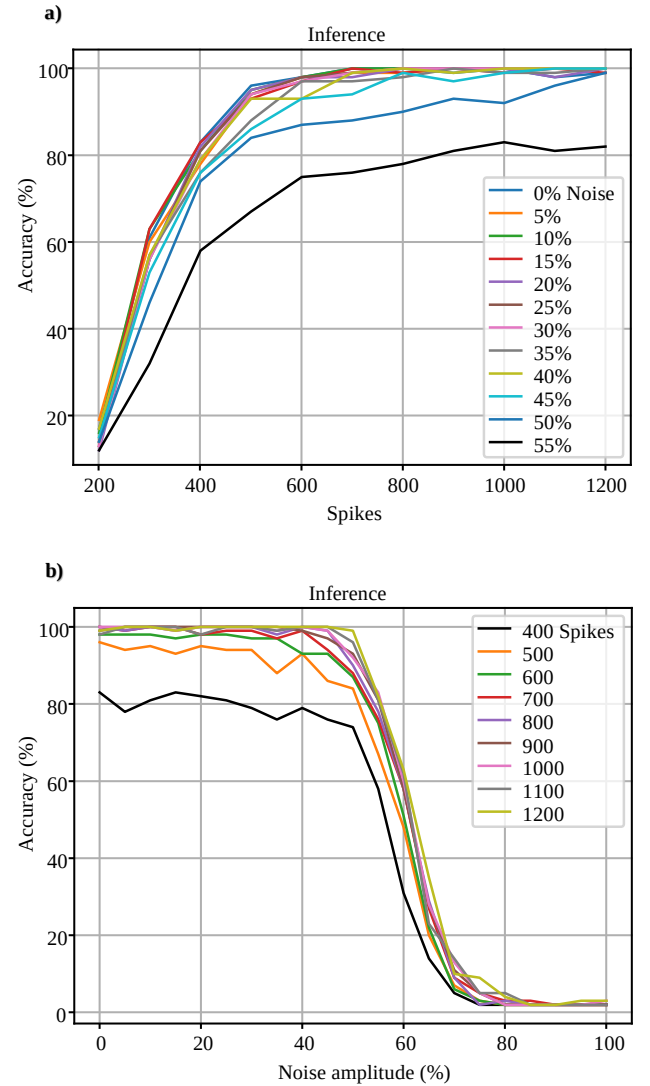 a)
Inference
100
80
60
40
20
Accuracy (%)
0% Noise
5%
10%
15%
20%
25%
30%
35%
40%
45%
50%
55%
200 400 600 800 1000 1200
Spikes
b)
Inference
100
80
60
40
20
0
Accuracy (%)
400 Spikes
500
600
700
800
900
1000
1100
1200
0 20 40 60 80 100
Noise amplitude (%)